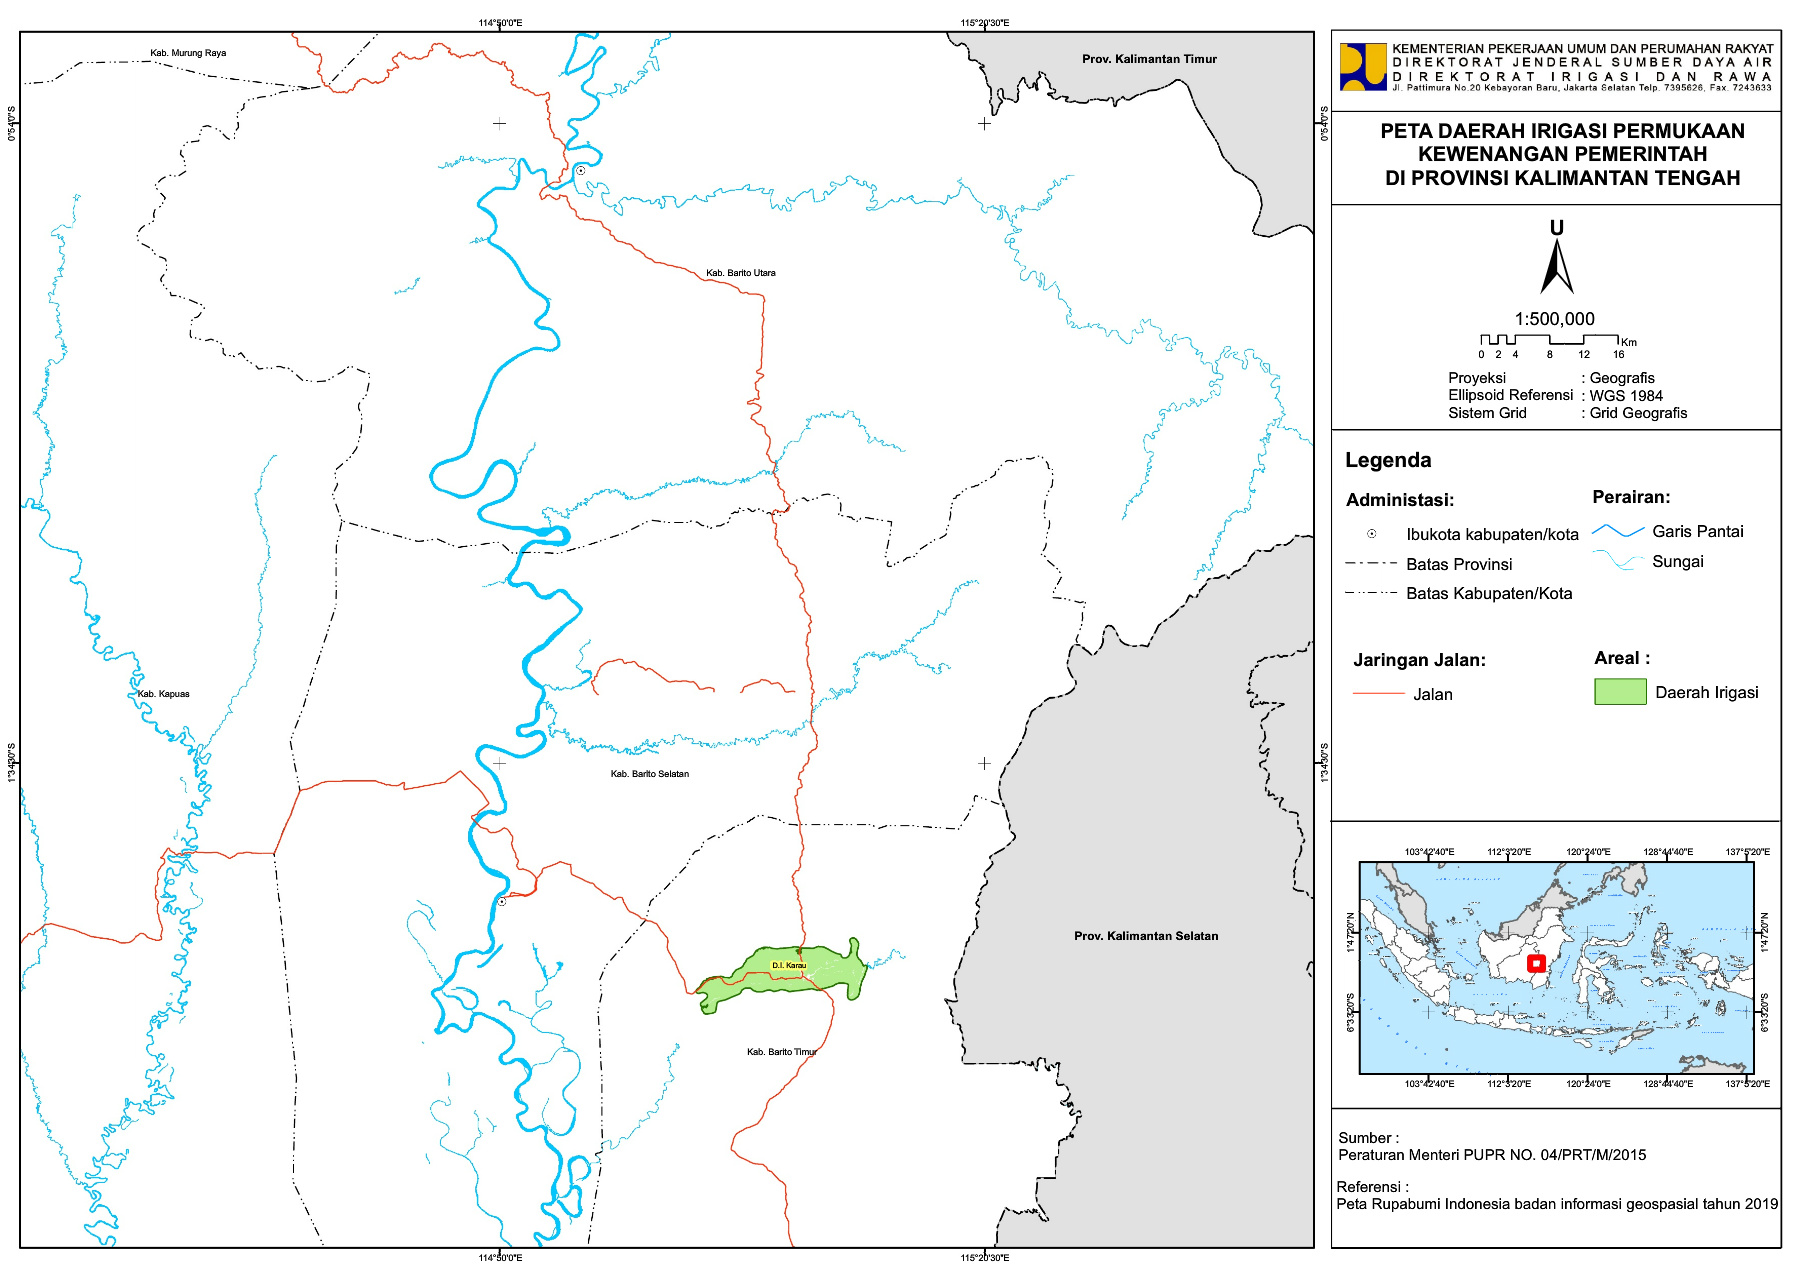 114°50'0"E
115°20'30"E
Kab. Murung Raya
Prov. Kalimantan Timur
0°54'0"S
0°54'0"S
Kab. Barito Utara
Kab. Kapuas
1°34'30"S
1°34'30"S
Kab. Barito Selatan
Prov. Kalimantan Selatan
D.I. Karau
Kab. Barito Timur
114°50'0"E
115°20'30"E
KEMENTERIAN PEKERJAAN UMUM DAN PERUMAHAN RAKYAT
DIREKTORAT JENDERAL SUMBER DAYA AIR
DIREKTORAT IRIGASI DAN RAWA
Jl. Pattimura No.20 Kebayoran Baru, Jakarta Selatan Telp. 7395626, Fax. 7243633
PETA DAERAH IRIGASI PERMUKAAN
KEWENANGAN PEMERINTAH
DI PROVINSI KALIMANTAN TENGAH
U
1:500,000
0 2 4 8 12 16 Km
Proyeksi : Geografis
Ellipsoid Referensi : WGS 1984
Sistem Grid : Grid Geografis
Legenda
Administasi:
Ibukota kabupaten/kota
Batas Provinsi
Batas Kabupaten/Kota
Perairan:
Garis Pantai
Sungai
Jaringan Jalan:
Jalan
Areal :
Daerah Irigasi
103°42'40"E 112°3'20"E 120°24'0"E 128°44'40"E 137°5'20"E
1°47'20"N
1°47'20"N
6°33'20"S
6°33'20"S
103°42'40"E 112°3'20"E 120°24'0"E 128°44'40"E 137°5'20"E
Sumber :
Peraturan Menteri PUPR NO. 04/PRT/M/2015
Referensi :
Peta Rupabumi Indonesia badan informasi geospasial tahun 2019